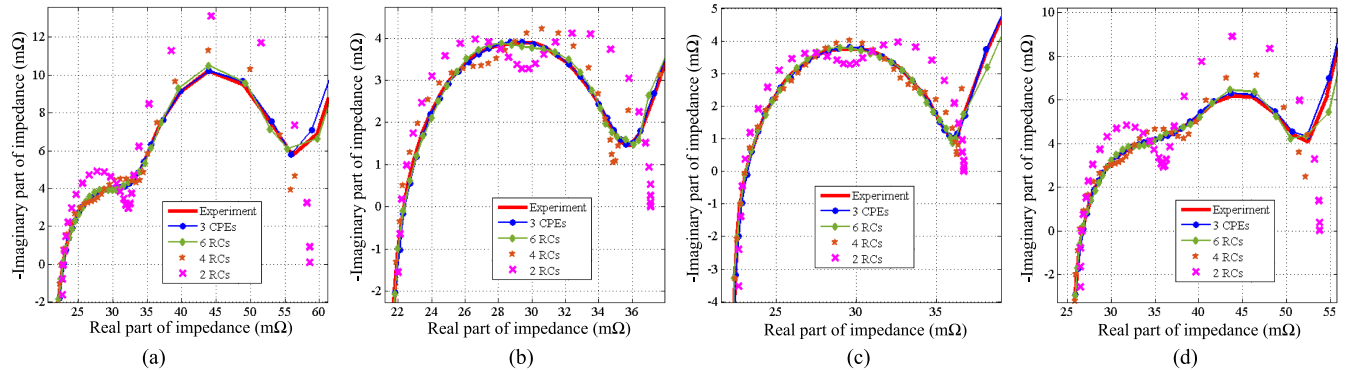 -Imaginary part of impedance (mΩ)
12
10
8
6
4
2
0
-2
25
30
35
40
45
50
55
60
Real part of impedance (mΩ)
Experiment
3 CPEs
6 RCs
4 RCs
2 RCs
(a)
-Imaginary part of impedance (mΩ)
4
3
2
1
0
-1
-2
22
24
26
28
30
32
34
36
Real part of impedance (mΩ)
Experiment
3 CPEs
6 RCs
4 RCs
2 RCs
(b)
-Imaginary part of impedance (mΩ)
5
4
3
2
1
0
-1
-2
-3
-4
25
30
35
Real part of impedance (mΩ)
Experiment
3 CPEs
6 RCs
4 RCs
2 RCs
(c)
-Imaginary part of impedance (mΩ)
10
8
6
4
2
0
-2
25
30
35
40
45
50
55
Real part of impedance (mΩ)
Experiment
3 CPEs
6 RCs
4 RCs
2 RCs
(d)